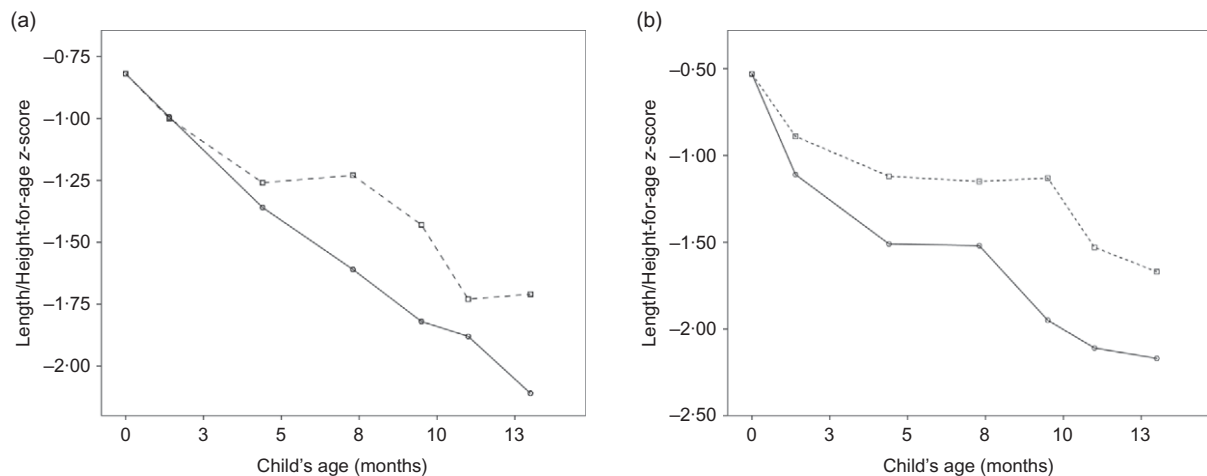 (a)
–0·75
–1·00
–1·25
–1·50
–1·75
–2·00
Length/Height-for-age z-score
0 3 5 8 10 13
Child's age (months)
(b)
–0·50
–1·00
–1·50
–2·00
–2·50
Length/Height-for-age z-score
0 3 5 8 10 13
Child's age (months)